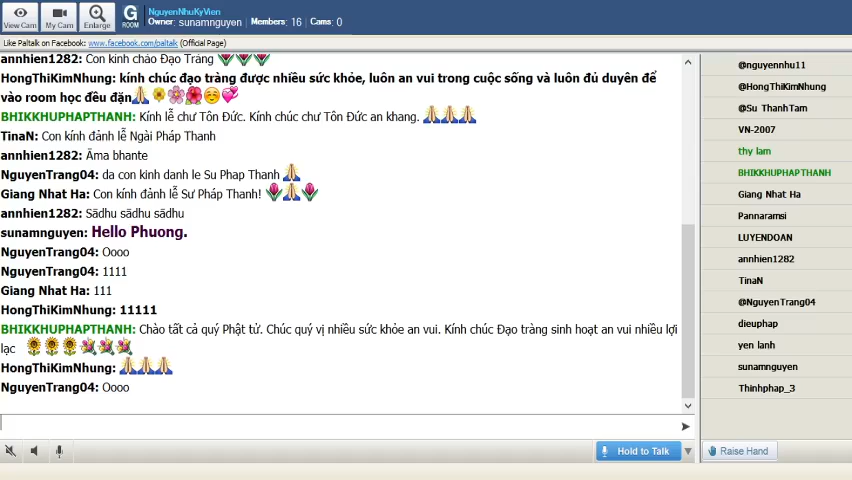 View Cam
My Cam
Enlarge
G
ROOM
NguyenNhuKyVien
Owner: sunamnguyen Members: 16 Cams: 0
Like Paltalk on Facebook: www.facebook.com/paltalk (Official Page)
annhien1282: Con kính chào Đạo Tràng
HongThiKimNhung: kính chúc đạo tràng được nhiều sức khỏe, luôn an vui trong cuộc sống và luôn đủ duyên để
vào room học đều đặn
BHIKKHUPHAPTHANH: Kính lễ chư Tôn Đức. Kính chúc chư Tôn Đức an khang.
TinaN: Con kính đảnh lễ Ngài Pháp Thanh
annhien1282: Āma bhante
NguyenTrang04: da con kinh danh le Su Phap Thanh
Giang Nhat Ha: Con kính đảnh lễ Sư Pháp Thanh!
annhien1282: Sādhu sādhu sādhu
sunamnguyen: Hello Phuong.
NguyenTrang04: Oooo
NguyenTrang04: 1111
Giang Nhat Ha: 111
HongThiKimNhung: 11111
BHIKKHUPHAPTHANH: Chào tất cả quý Phật tử. Chúc quý vị nhiều sức khỏe an vui. Kính chúc Đạo tràng sinh hoạt an vui nhiều lợi
lạc
HongThiKimNhung:
NguyenTrang04: Oooo
Hold to Talk
@nguyennhu11
@HongThiKimNhung
@Su ThanhTam
VN-2007
thy lam
BHIKKHUPHAPTHANH
Giang Nhat Ha
Pannaramsi
LUYENDOAN
annhien1282
TinaN
@NguyenTrang04
dieuphap
yen lanh
sunamnguyen
Thinhphap_3
Raise Hand